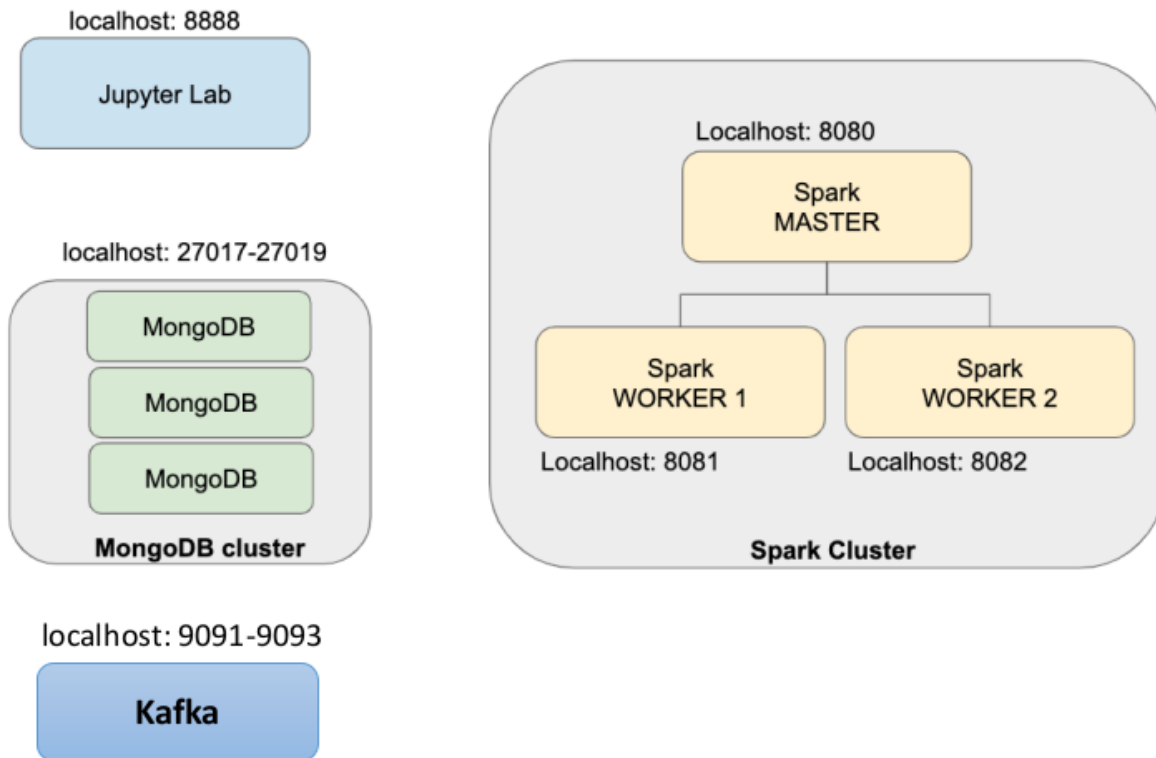 localhost: 8888
Jupyter Lab
localhost: 27017-27019
MongoDB
MongoDB
MongoDB
MongoDB cluster
localhost: 9091-9093
Kafka
Localhost: 8080
Spark
MASTER
Spark
WORKER 1
Spark
WORKER 2
Localhost: 8081
Localhost: 8082
Spark Cluster